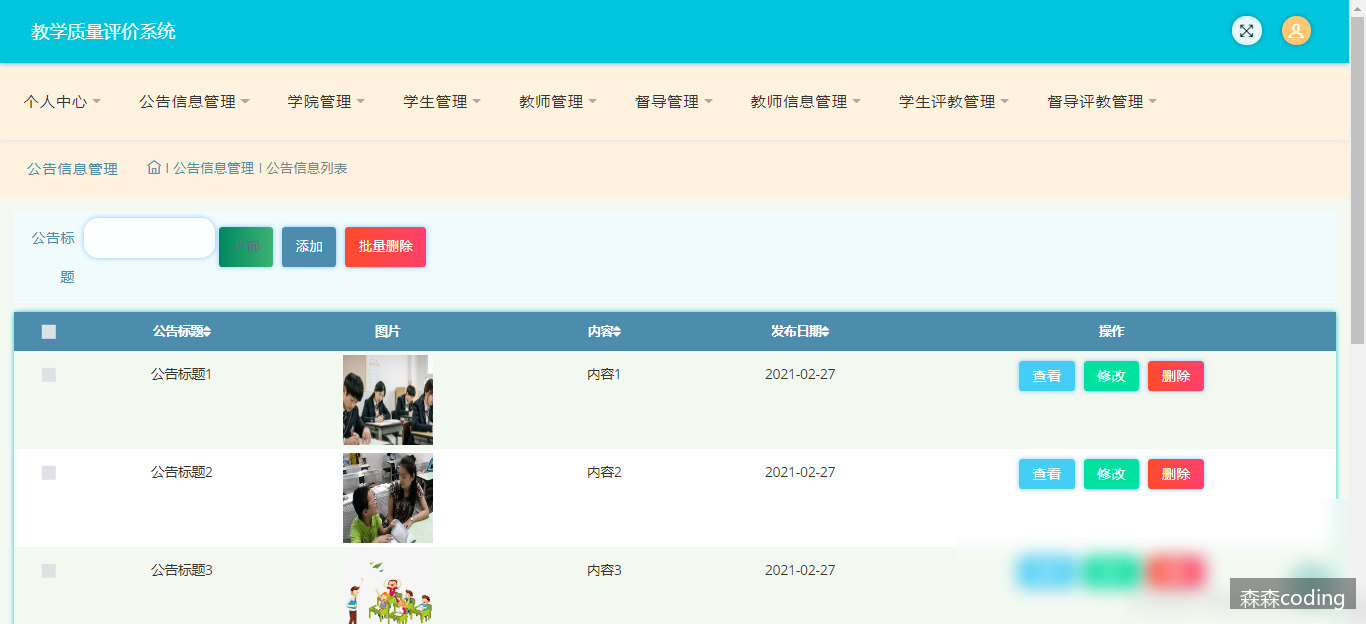 教学质量评价系统
个人中心 公告信息管理 学院管理 学生管理 教师管理 督导管理 教师信息管理 学生评教管理 督导评教管理
公告信息管理 公告信息管理 公告信息列表
公告标题 查询 添加 批量删除
公告标题 图片 内容 发布日期 操作
公告标题1 内容1 2021-02-27 查看 修改 删除
公告标题2 内容2 2021-02-27 查看 修改 删除
公告标题3 内容3 2021-02-27
森森coding